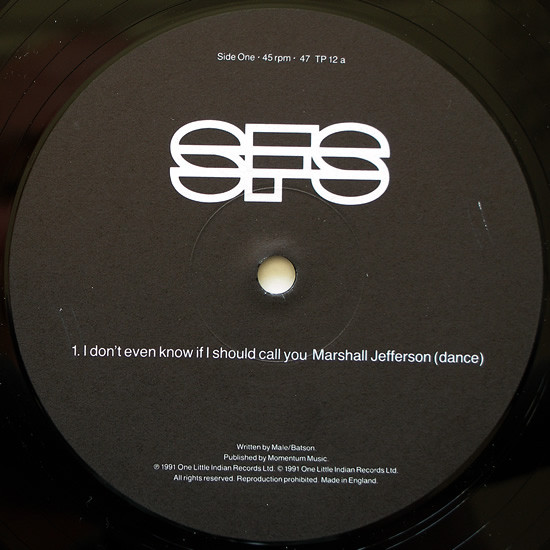 Side One · 45 rpm · 47 TP 12 a
SFS
1. I don't even know if I should call you Marshall Jefferson (dance)
Written by Male/Batson.
Published by Momentum Music.
℗ 1991 One Little Indian Records Ltd. © 1991 One Little Indian Records Ltd.
All rights reserved. Reproduction prohibited. Made in England.